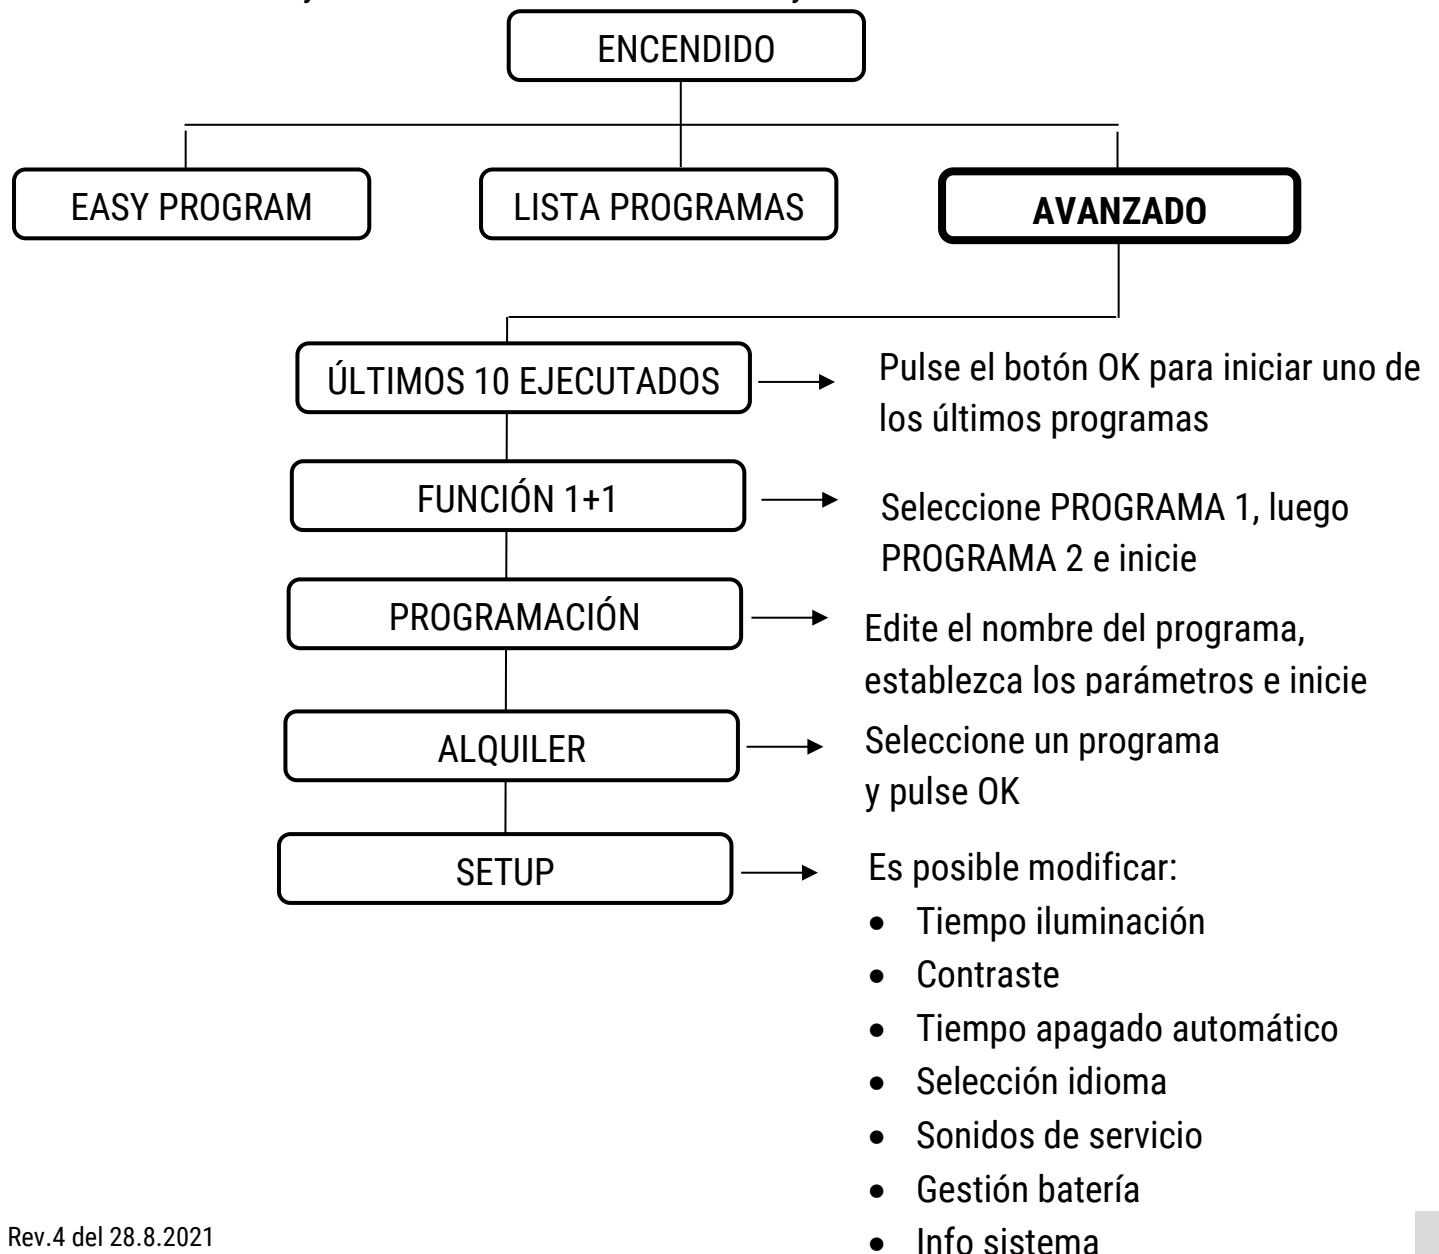 ENCENDIDO
EASY PROGRAM
LISTA PROGRAMAS
AVANZADO
ÚLTIMOS 10 EJECUTADOS
Pulse el botón OK para iniciar uno de
los últimos programas
FUNCIÓN 1+1
Seleccione PROGRAMA 1, luego
PROGRAMA 2 e inicie
PROGRAMACIÓN
Edite el nombre del programa,
establezca los parámetros e inicie
ALQUILER
Seleccione un programa
y pulse OK
SETUP
Es posible modificar:
• Tiempo iluminación
• Contraste
• Tiempo apagado automático
• Selección idioma
• Sonidos de servicio
• Gestión batería
• Info sistema
Rev.4 del 28.8.2021